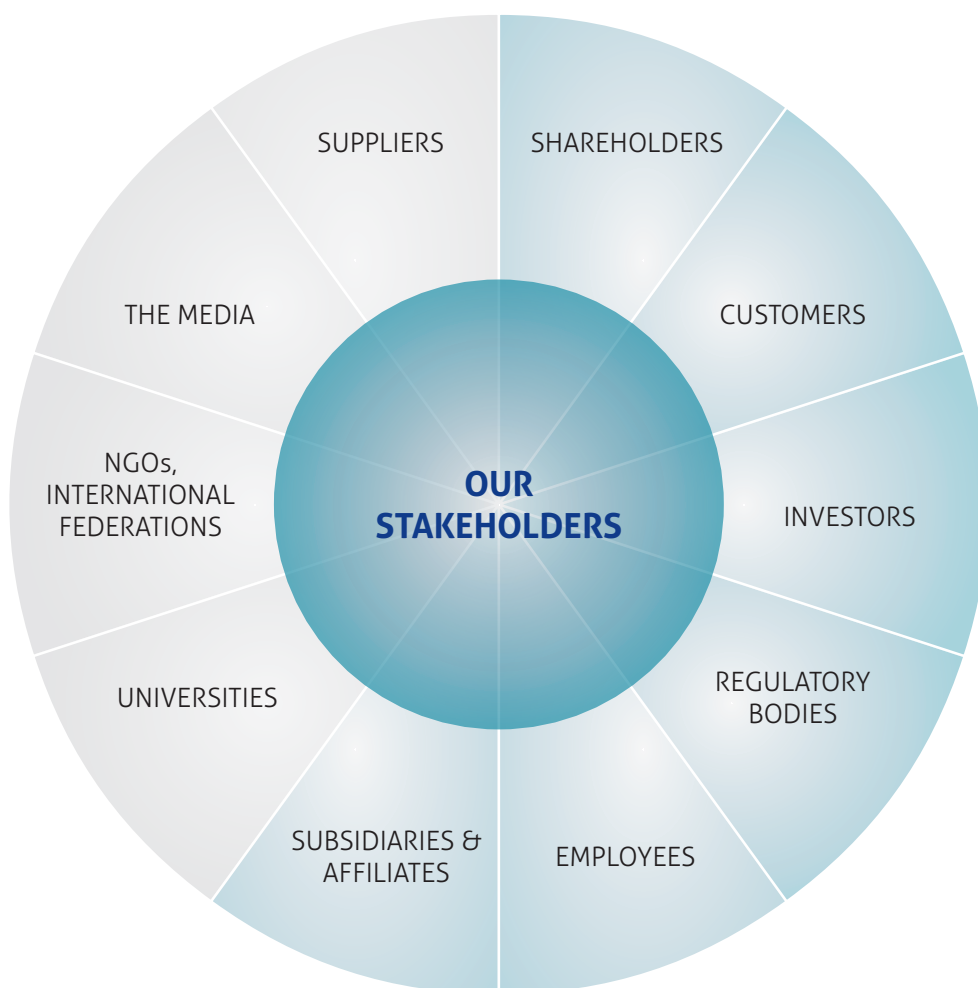 SUPPLIERS
SHAREHOLDERS
THE MEDIA
CUSTOMERS
NGOs,
INTERNATIONAL
FEDERATIONS
OUR
STAKEHOLDERS
INVESTORS
UNIVERSITIES
REGULATORY
BODIES
SUBSIDIARIES &
AFFILIATES
EMPLOYEES